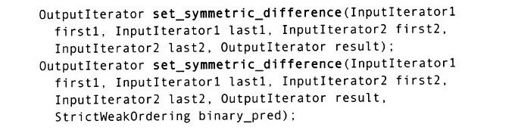 OutputIterator set_symmetric_difference(InputIterator1
first1, InputIterator1 last1, InputIterator2 first2,
InputIterator2 last2, OutputIterator result);
OutputIterator set_symmetric_difference(InputIterator1
first1, InputIterator1 last1, InputIterator2 first2,
InputIterator2 last2, OutputIterator result,
StrictWeakOrdering binary_pred);